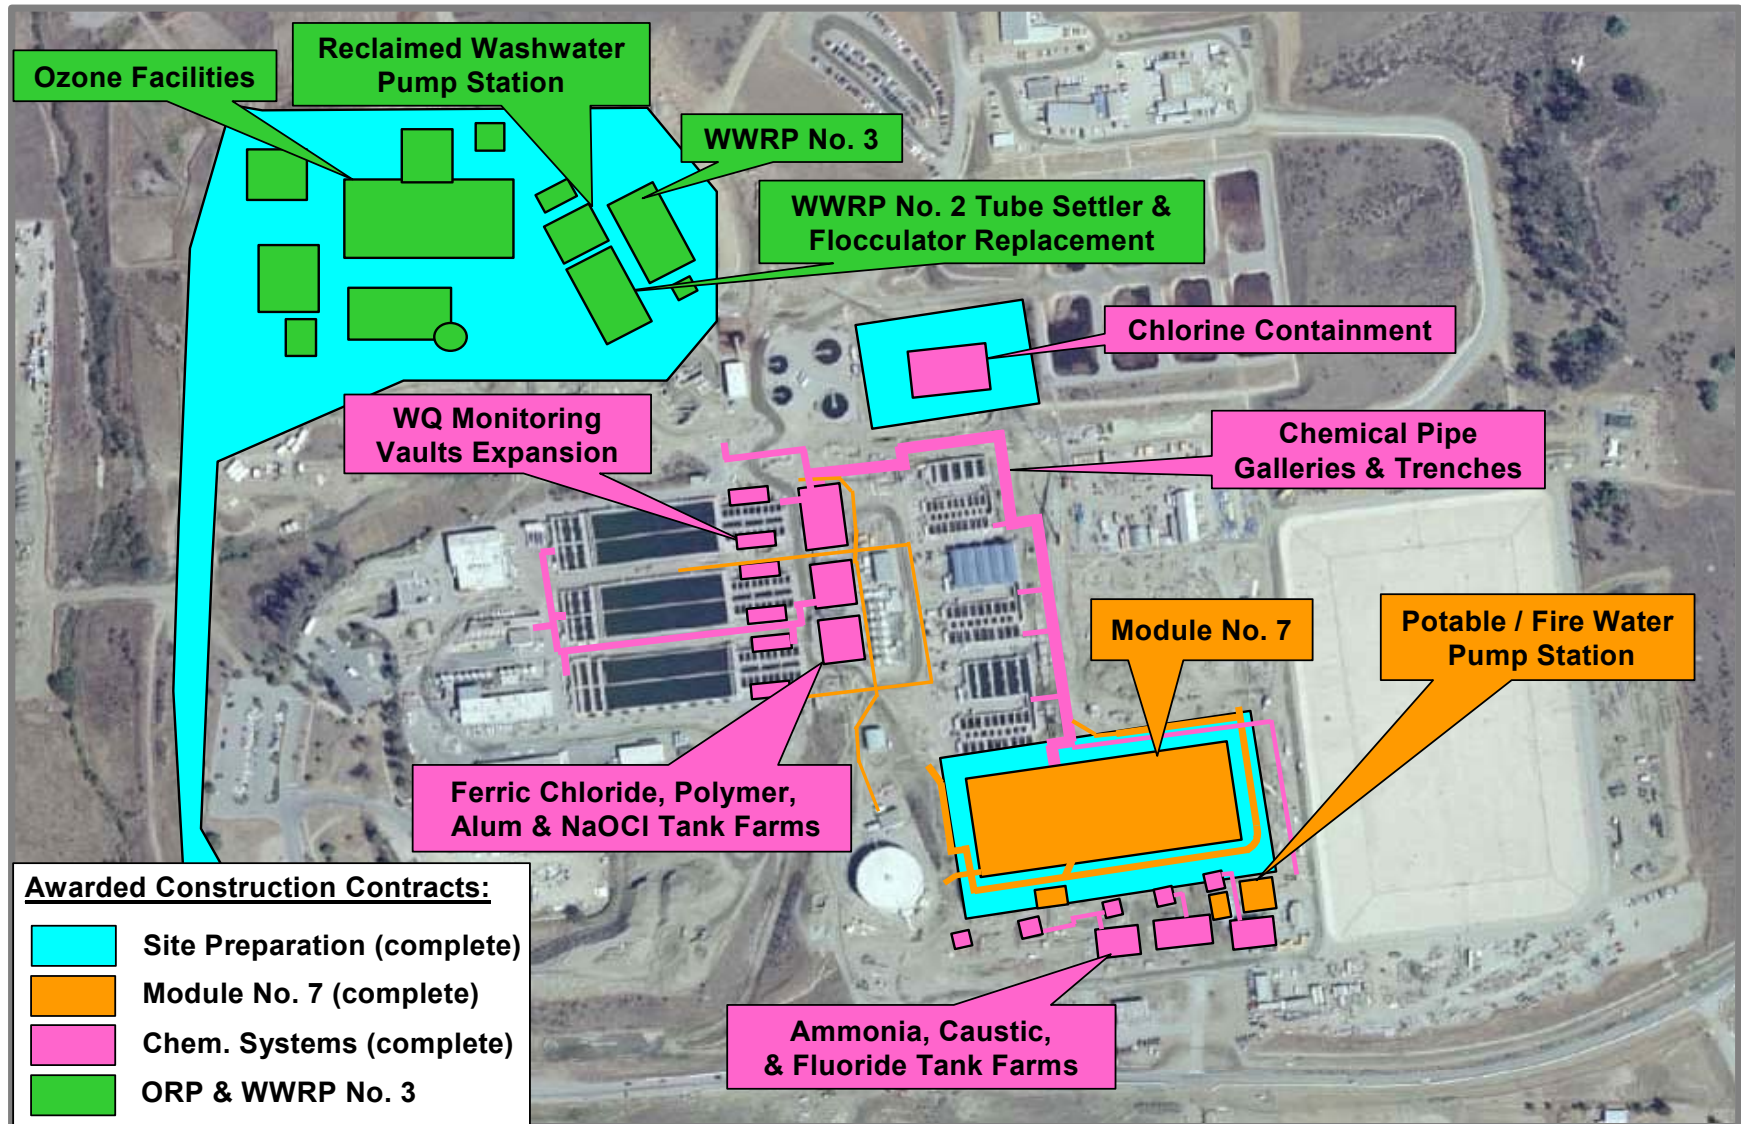 Ozone Facilities
Reclaimed Washwater
Pump Station
WWRP No. 3
WWRP No. 2 Tube Settler &
Flocculator Replacement
Chlorine Containment
WQ Monitoring
Vaults Expansion
Chemical Pipe
Galleries & Trenches
Module No. 7
Potable / Fire Water
Pump Station
Ferric Chloride, Polymer,
Alum & NaOCl Tank Farms
Ammonia, Caustic,
& Fluoride Tank Farms
Awarded Construction Contracts:
Site Preparation (complete)
Module No. 7 (complete)
Chem. Systems (complete)
ORP & WWRP No. 3